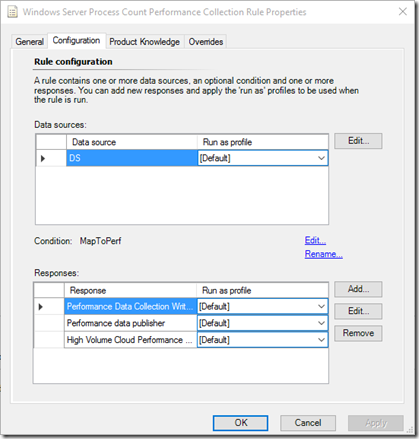 Windows Server Process Count Performance Collection Rule Properties
General Configuration Product Knowledge Overrides
Rule configuration
A rule contains one or more data sources, an optional condition and one or more
responses. You can add new responses and apply the 'run as' profiles to be used when
the rule is run.
Data sources:
Data source Run as profile Edit...
DS [Default]
Condition: MapToPerf Edit...
Rename...
Responses:
Response Run as profile Add...
Performance Data Collection Writ... [Default]
Edit...
Performance data publisher [Default]
High Volume Cloud Performance ... [Default] Remove
OK Cancel Apply